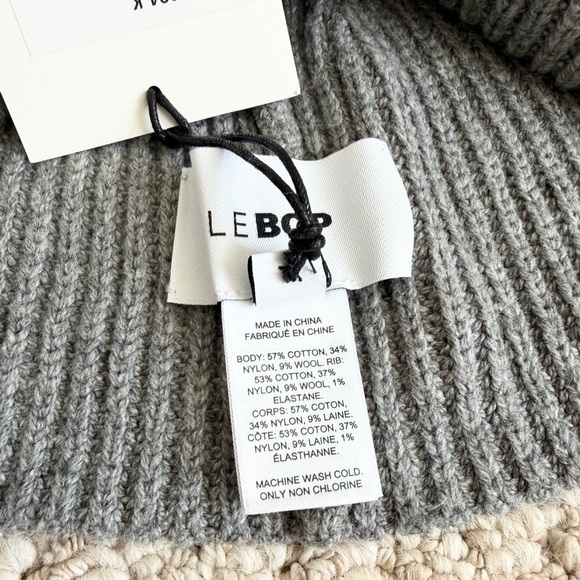 LEBOP
MADE IN CHINA
FABRIQUÉ EN CHINE
BODY: 57% COTTON, 34%
NYLON, 9% WOOL. RIB:
53% COTTON, 37%
NYLON, 9% WOOL, 1%
ELASTANE.
CORPS: 57% COTON,
34% NYLON, 9% LAINE.
CÔTE: 53% COTON, 37%
NYLON, 9% LAINE, 1%
ÉLASTHANNE.
MACHINE WASH COLD.
ONLY NON CHLORINE